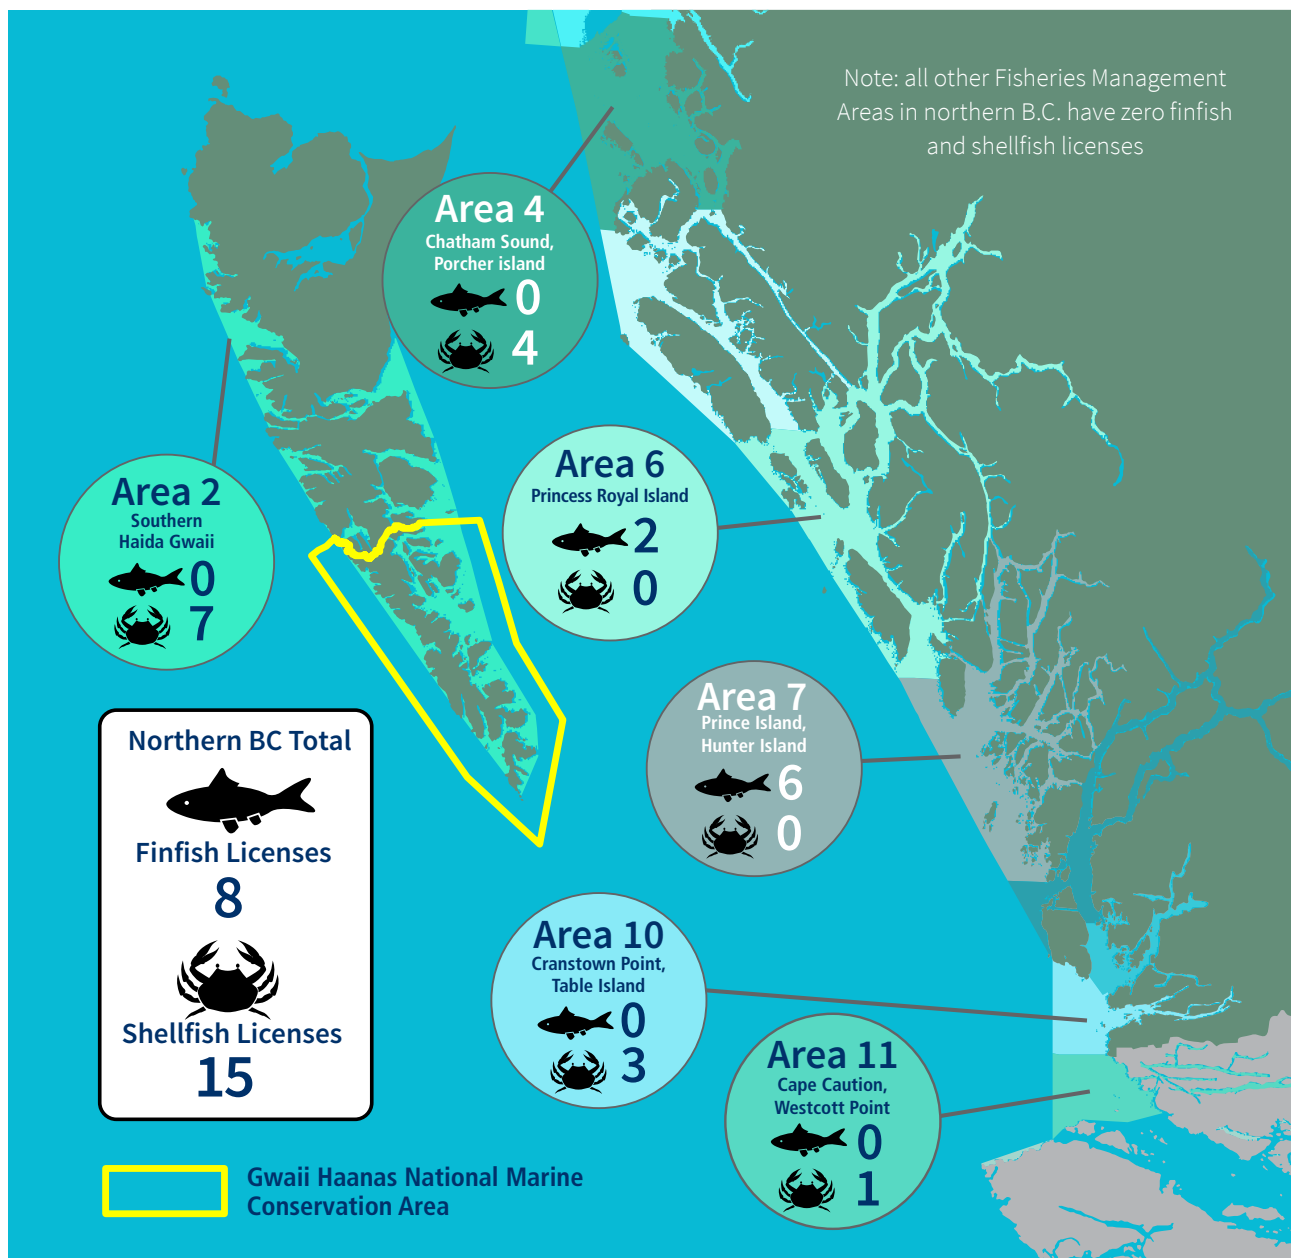 Note: all other Fisheries Management
Areas in northern B.C. have zero finfish
and shellfish licenses
Area 4
Chatham Sound,
Porcher island
0
4
Area 6
Princess Royal Island
2
0
Area 2
Southern
Haida Gwaii
0
7
Area 7
Prince Island,
Hunter Island
6
0
Northern BC Total
Finfish Licenses
8
Shellfish Licenses
15
Area 10
Cranstown Point,
Table Island
0
3
Area 11
Cape Caution,
Westcott Point
0
1
Gwaii Haanas National Marine
Conservation Area